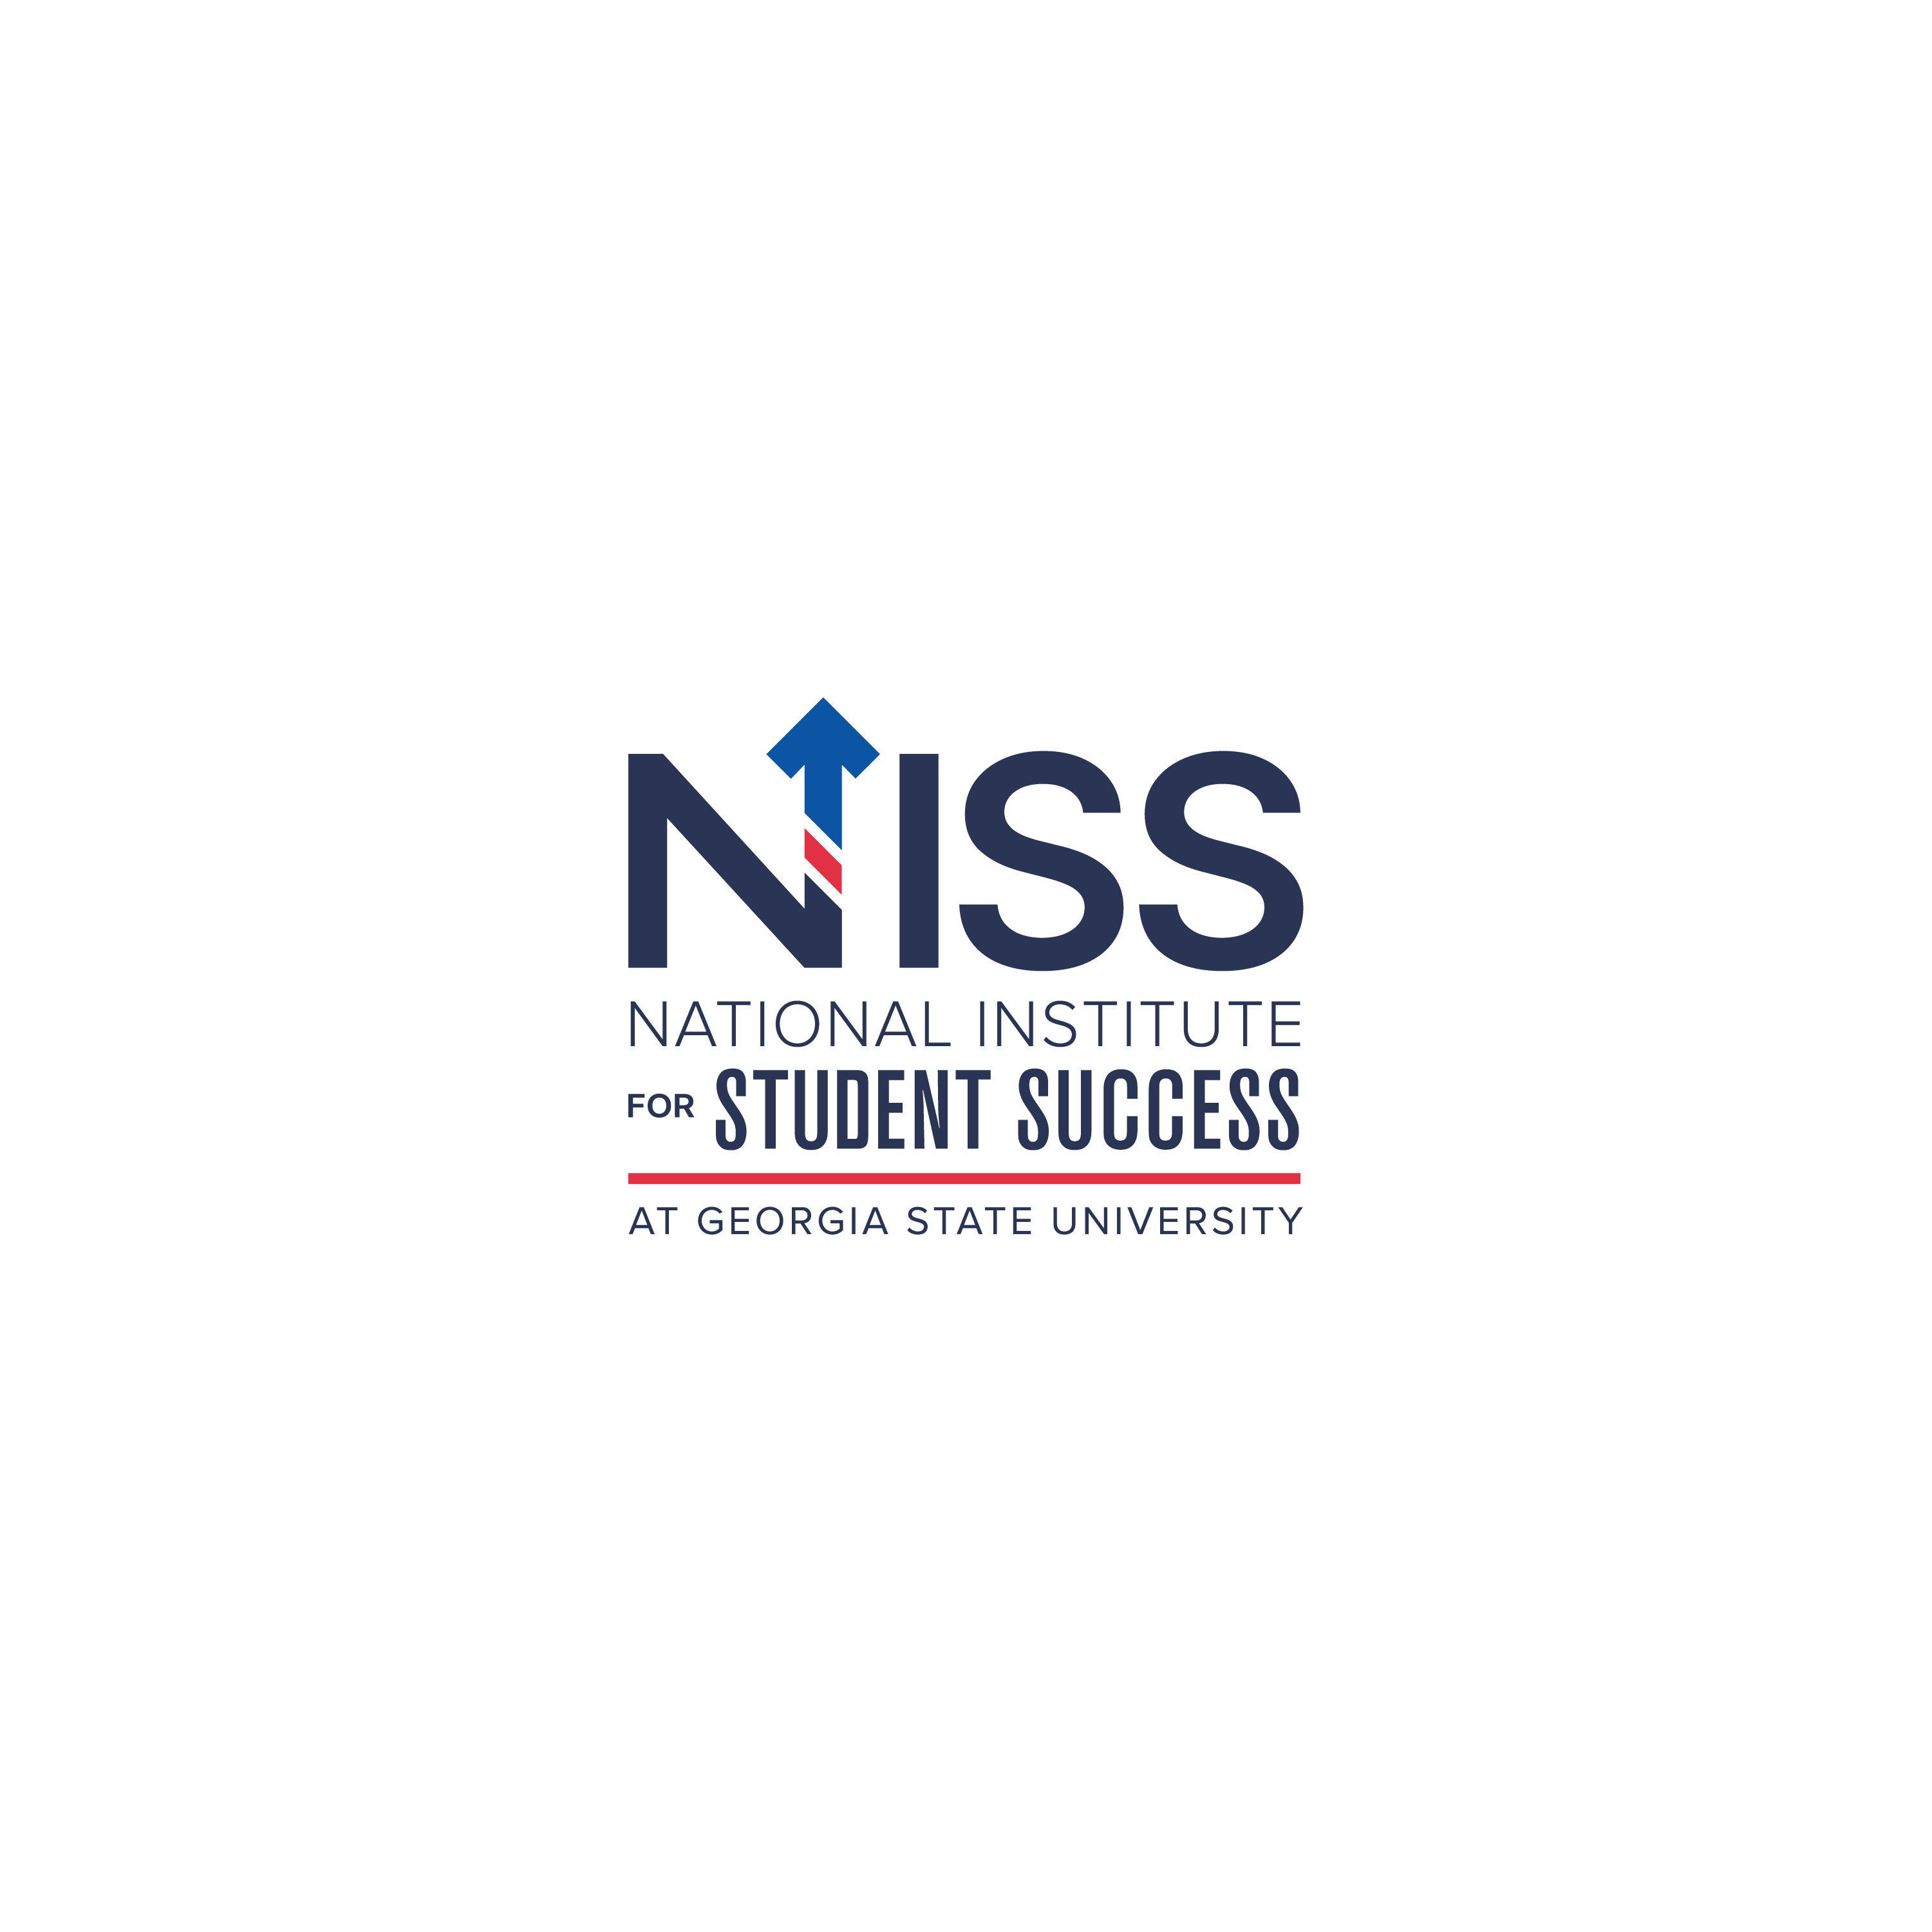 NISS
NATIONAL INSTITUTE
FOR STUDENT SUCCESS
AT GEORGIA STATE UNIVERSITY